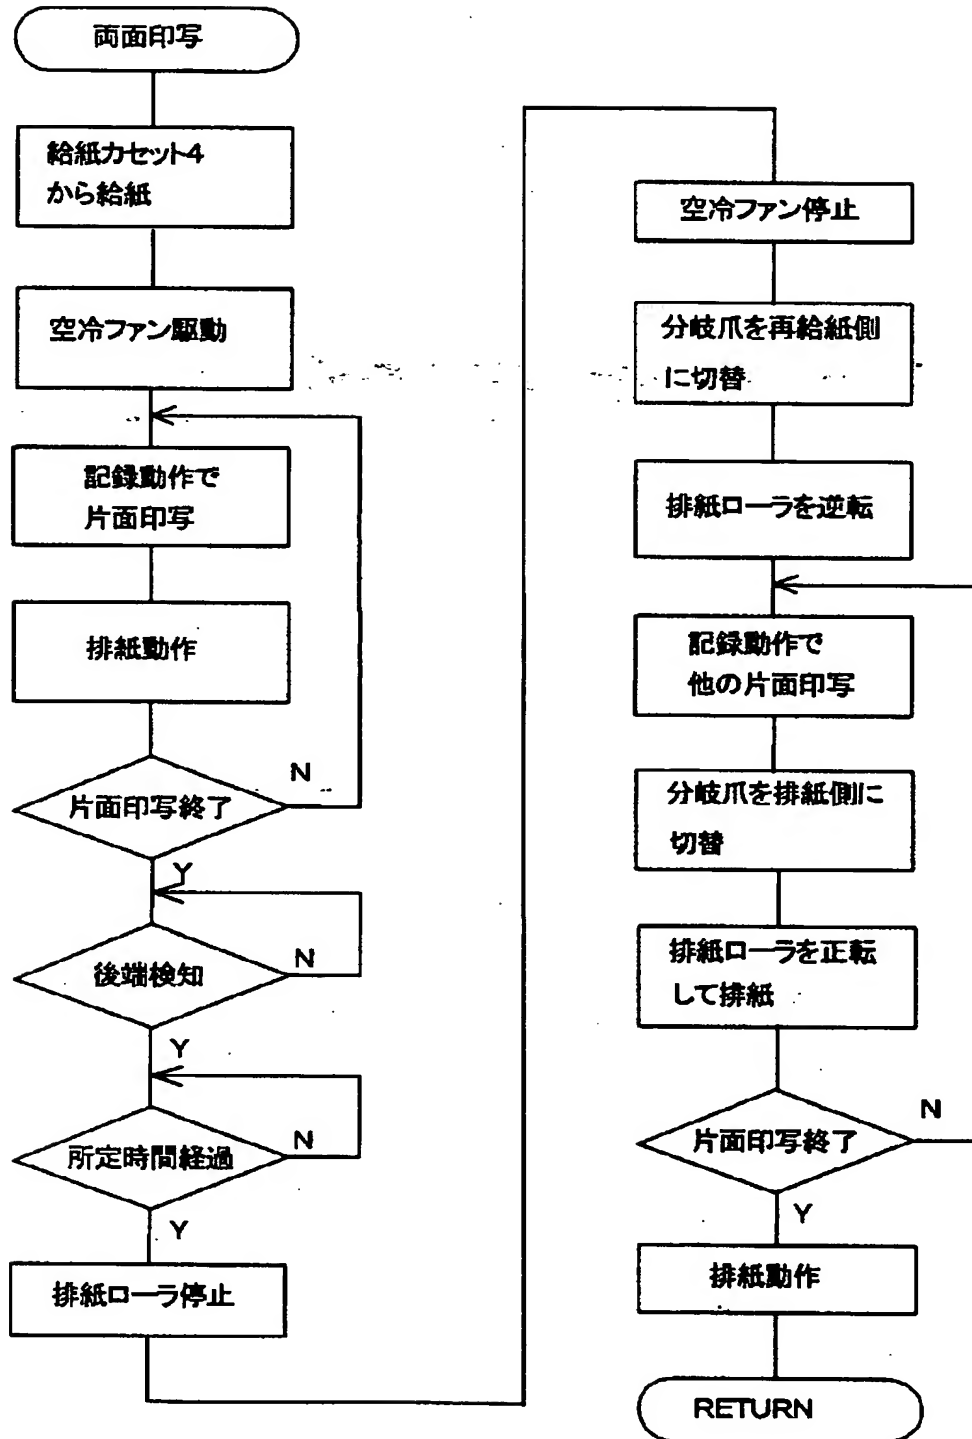 両面印写
給紙カセット4
から給紙
空冷ファン駆動
記録動作で
片面印写
排紙動作
片面印写終了
N
Y
後端検知
N
Y
所定時間経過
N
Y
排紙ローラ停止
空冷ファン停止
分岐爪を再給紙側
に切替
排紙ローラを逆転
記録動作で
他の片面印写
分岐爪を排紙側に
切替
排紙ローラを正転
して排紙
片面印写終了
N
Y
排紙動作
RETURN